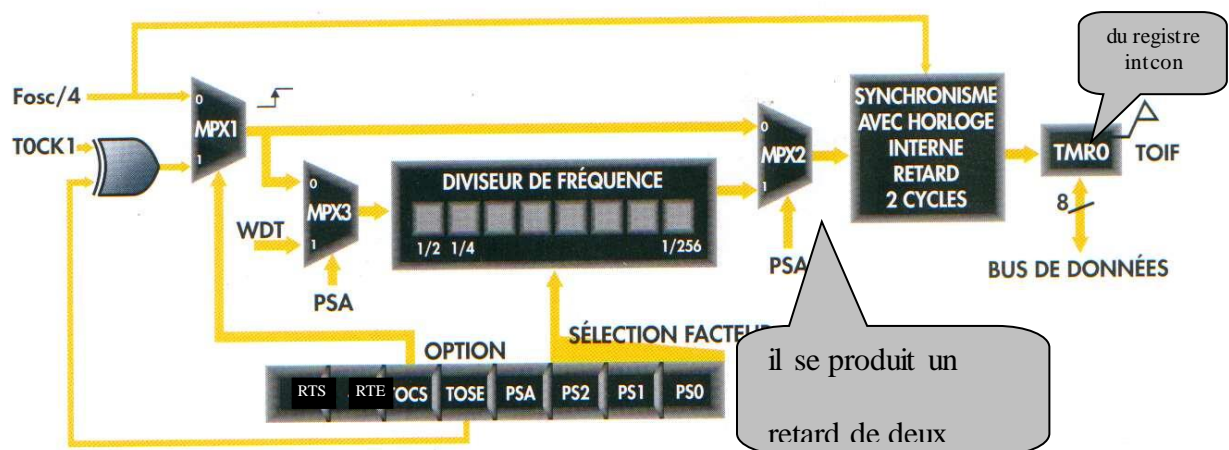 du registre
intcon
Fosc/4
T0CK1
0
1
MPX1
WDT
0
1
MPX3
PSA
DIVISEUR DE FRÉQUENCE
1/2 1/4 1/256
0
1
MPX2
PSA
SYNCHRONISME
AVEC HORLOGE
INTERNE
RETARD
2 CYCLES
TMR0
TOIF
8
BUS DE DONNÉES
OPTION
SÉLECTION
RTS RTE TOSE PSA PS2 PS1 PS0
il se produit un
retard de deux